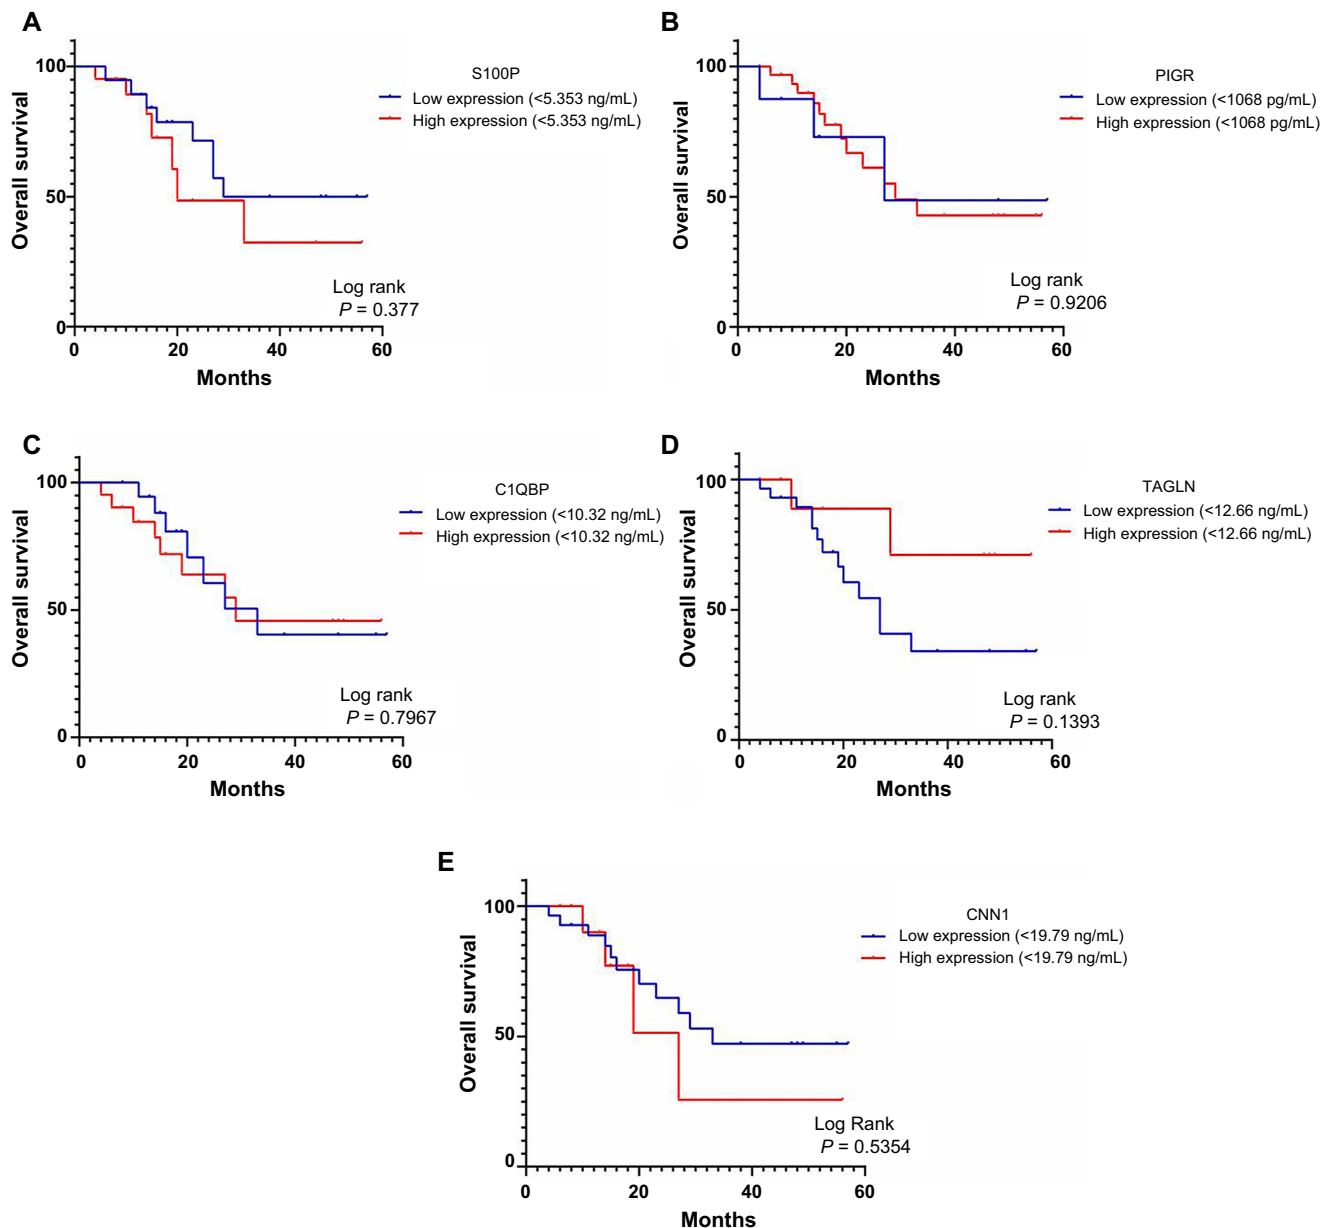 A
S100P
Low expression (<5.353 ng/mL)
High expression (<5.353 ng/mL)
Overall survival
100
50
0
Log rank
P = 0.377
0 20 40 60
Months
B
PIGR
Low expression (<1068 pg/mL)
High expression (<1068 pg/mL)
Overall survival
100
50
0
Log rank
P = 0.9206
0 20 40 60
Months
C
C1QBP
Low expression (<10.32 ng/mL)
High expression (<10.32 ng/mL)
Overall survival
100
50
0
Log rank
P = 0.7967
0 20 40 60
Months
D
TAGLN
Low expression (<12.66 ng/mL)
High expression (<12.66 ng/mL)
Overall survival
100
50
0
Log rank
P = 0.1393
0 20 40 60
Months
E
CNN1
Low expression (<19.79 ng/mL)
High expression (<19.79 ng/mL)
Overall survival
100
50
0
Log Rank
P = 0.5354
0 20 40 60
Months